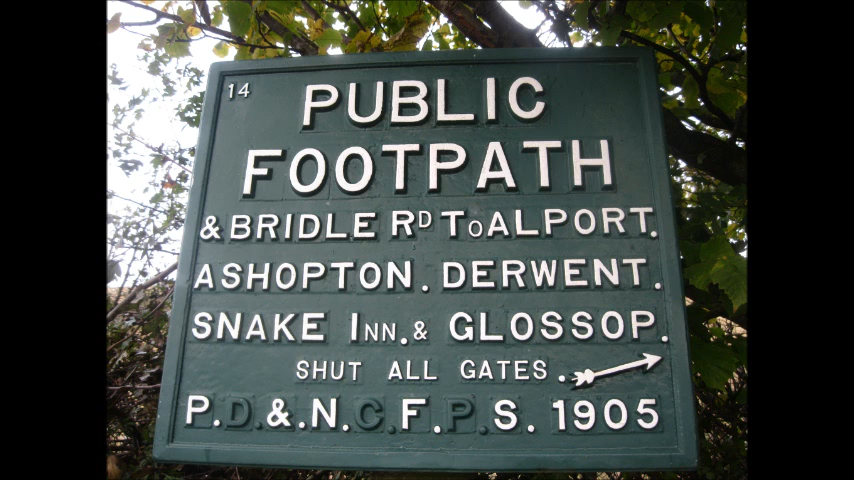 14
PUBLIC
FOOTPATH
& BRIDLE RD TO ALPORT.
ASHOPTON. DERWENT.
SNAKE INN. & GLOSSOP.
SHUT ALL GATES.
P.D.&.N.C.F.P.S. 1905